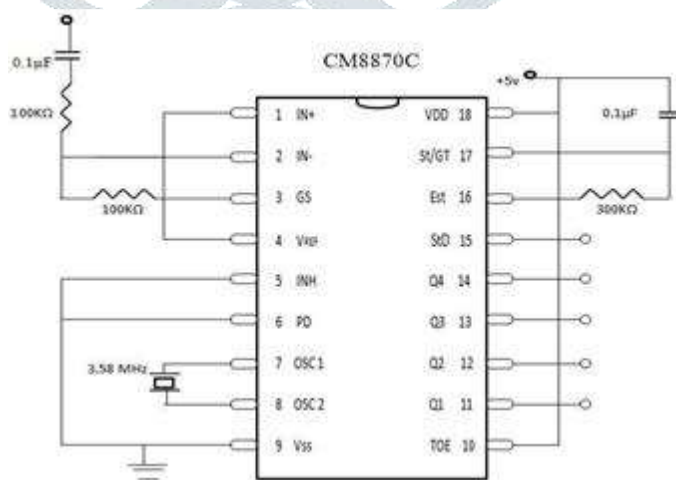 CM8870C
0.1µF
100KΩ
100KΩ
3.58 MHz
1 IN+
2 IN-
3 GS
4 VREF
5 INH
6 PD
7 OSC1
8 OSC2
9 Vss
VDD 18
St/GT 17
Est 16
StD 15
Q4 14
Q3 13
Q2 12
Q1 11
TOE 10
+5v
0.1µF
300KΩ